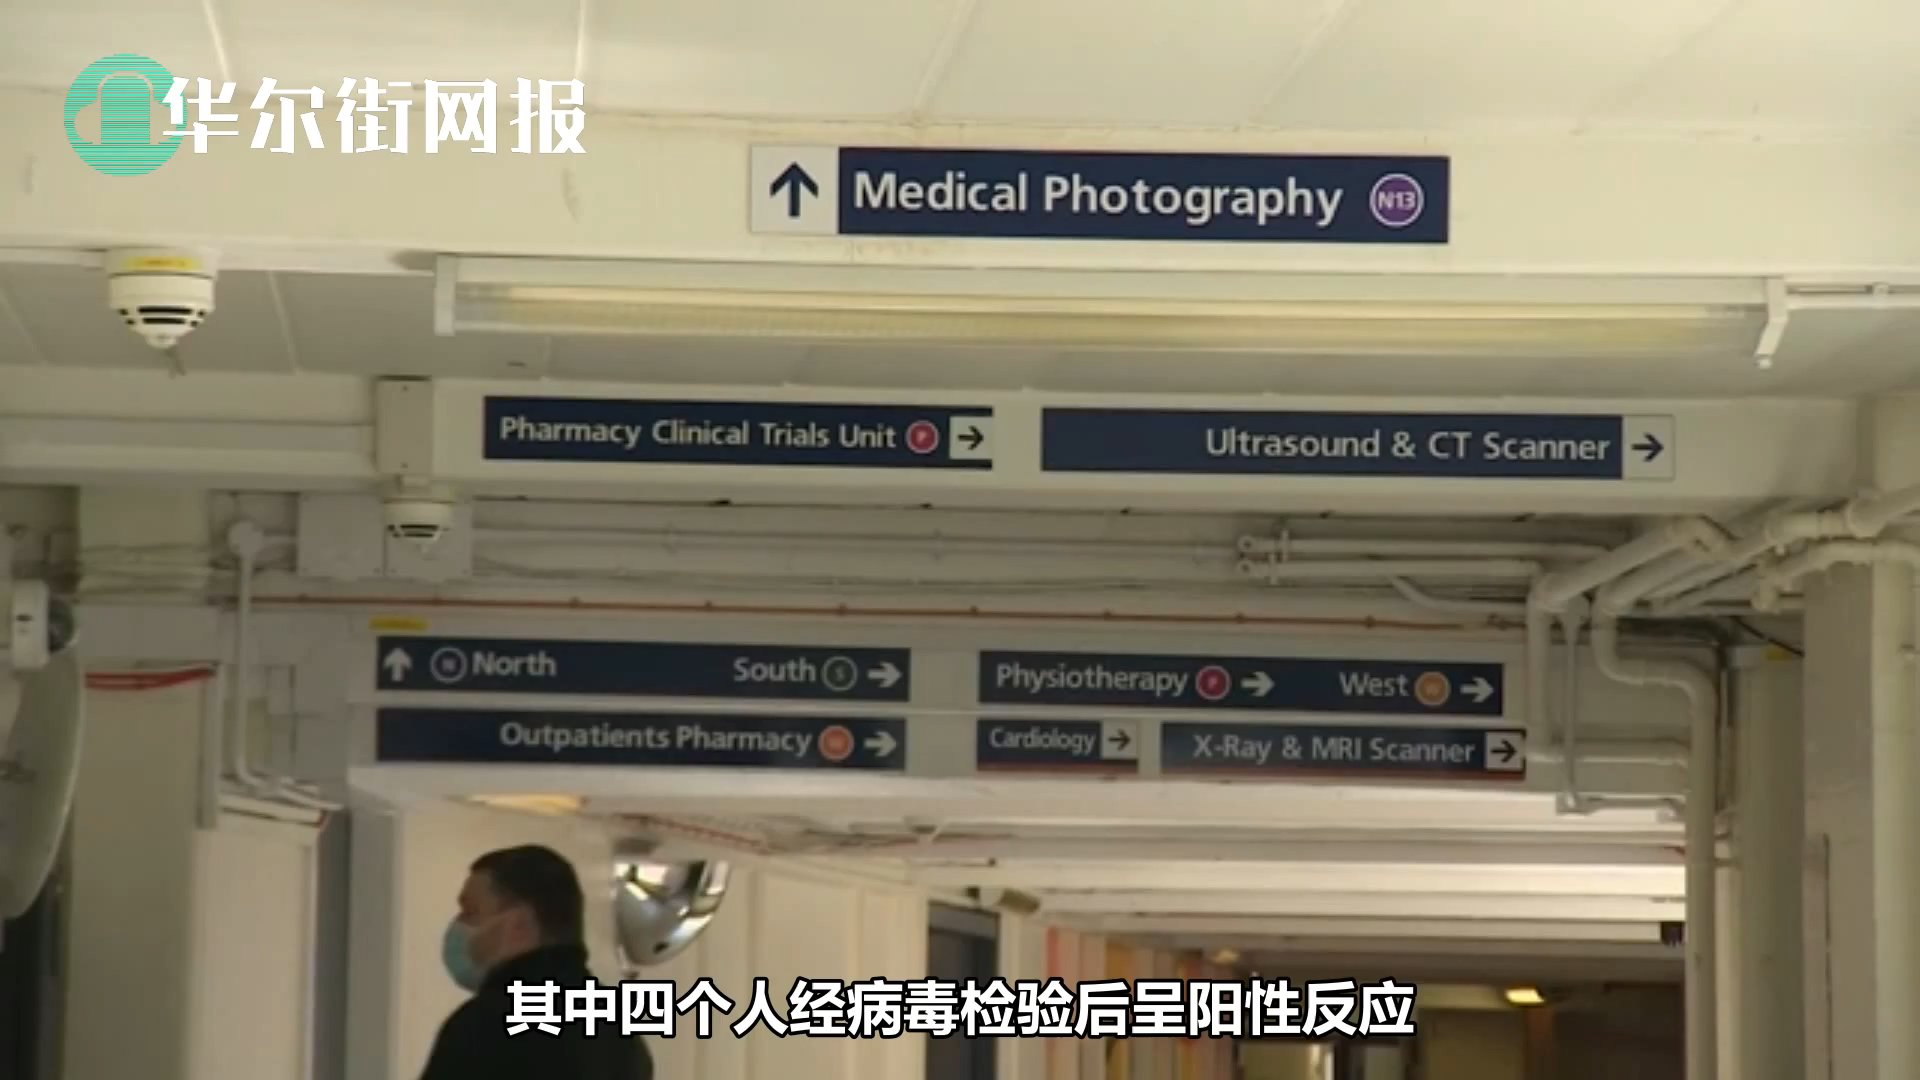 华尔街网报
Medical Photography N13
Pharmacy Clinical Trials Unit P
Ultrasound & CT Scanner
N North South S
Physiotherapy P West W
Outpatients Pharmacy
Cardiology
X-Ray & MRI Scanner
其中四个人经病毒检验后呈阳性反应